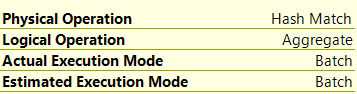 Physical Operation Hash Match
Logical Operation Aggregate
Actual Execution Mode Batch
Estimated Execution Mode Batch